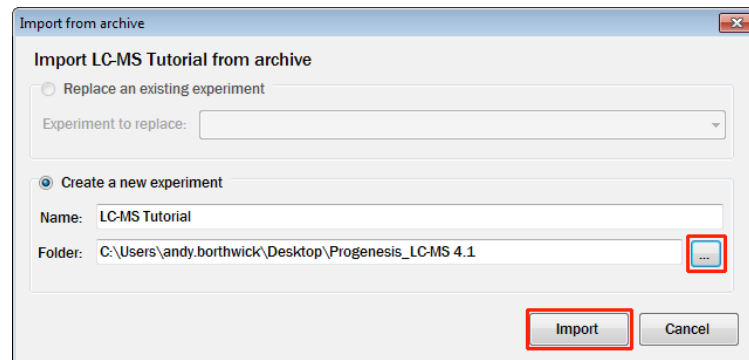 Import from archive
Import LC-MS Tutorial from archive
Replace an existing experiment
Experiment to replace:
Create a new experiment
Name: LC-MS Tutorial
Folder: C:\Users\andy.borthwick\Desktop\Progenesis_LC-MS 4.1 ...
Import Cancel